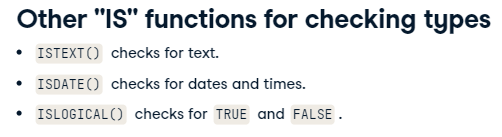 Other "IS" functions for checking types
• ISTEXT() checks for text.
• ISDATE() checks for dates and times.
• ISLOGICAL() checks for TRUE and FALSE.